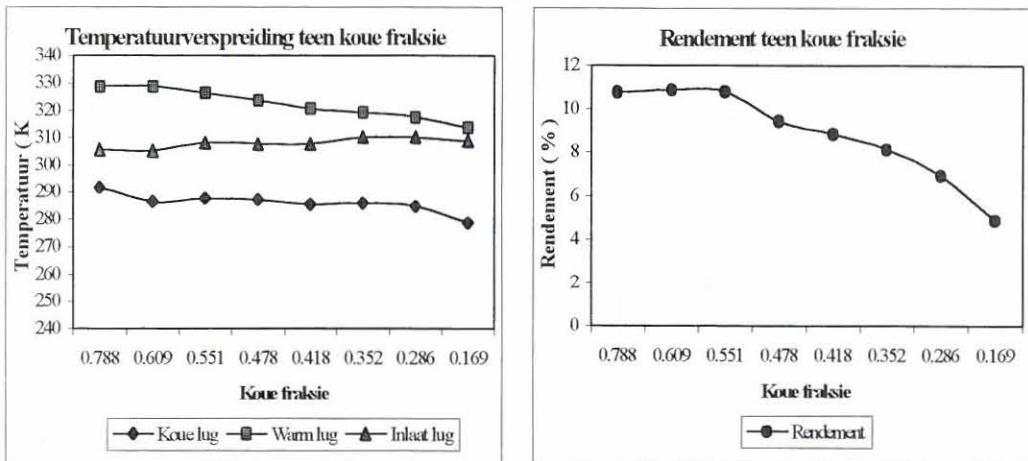 Temperatuurverspreiding teen koue fraksie
Temperatuur ( K
340
330
320
310
300
290
280
270
260
250
240
0.788 0.609 0.551 0.478 0.418 0.352 0.286 0.169
Koue fraksie
Koue lug Warm lug Inlaat lug
Rendement teen koue fraksie
Rendement ( % )
12
10
8
6
4
2
0
0.788 0.609 0.551 0.478 0.418 0.352 0.286 0.169
Koue fraksie
Rendement